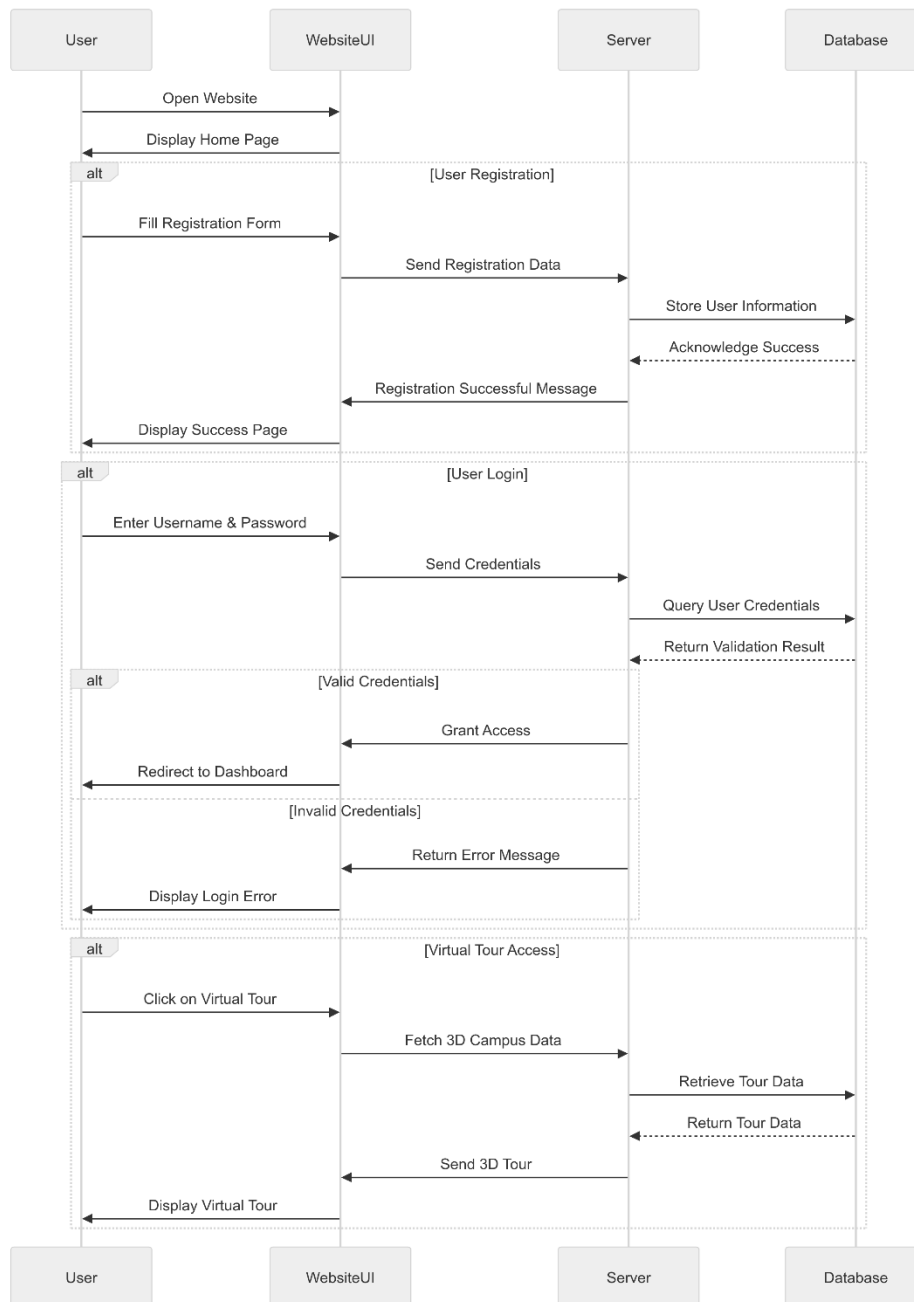 User
WebsiteUI
Server
Database
Open Website
Display Home Page
alt
[User Registration]
Fill Registration Form
Send Registration Data
Store User Information
Acknowledge Success
Registration Successful Message
Display Success Page
alt
[User Login]
Enter Username & Password
Send Credentials
Query User Credentials
Return Validation Result
alt
[Valid Credentials]
Grant Access
Redirect to Dashboard
[Invalid Credentials]
Return Error Message
Display Login Error
alt
[Virtual Tour Access]
Click on Virtual Tour
Fetch 3D Campus Data
Retrieve Tour Data
Return Tour Data
Send 3D Tour
Display Virtual Tour
User
WebsiteUI
Server
Database